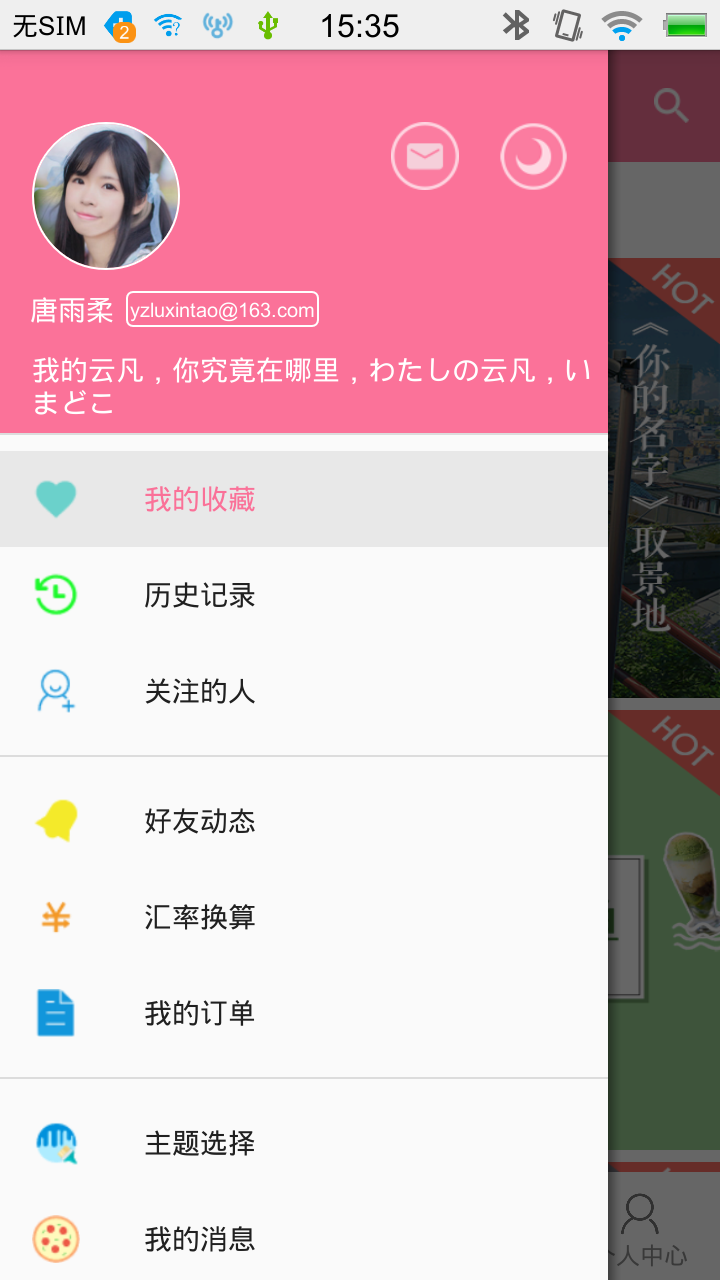 无SIM 2 ? 15:35
唐雨柔 yzluxintao@163.com
我的云凡，你究竟在哪里，わたしの云凡，い
まどこ
我的收藏
历史记录
关注的人
好友动态
汇率换算
我的订单
主题选择
我的消息
HOT
《你的名字》取景地
HOT
个人中心